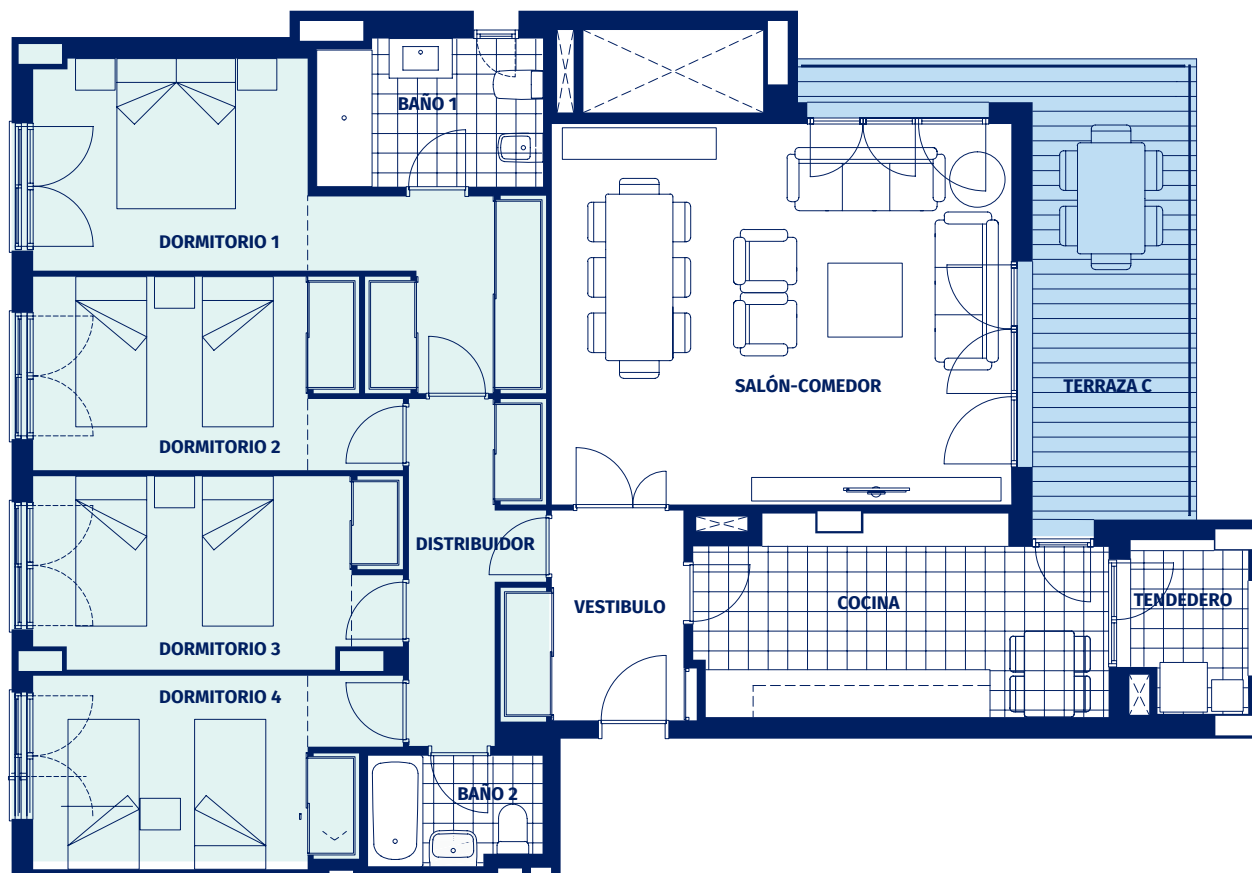 BAÑO 1
DORMITORIO 1
SALÓN-COMEDOR
TERRAZA C
DORMITORIO 2
DISTRIBUIDOR
VESTIBULO
COCINA
TENDEDERO
DORMITORIO 3
DORMITORIO 4
BAÑO 2